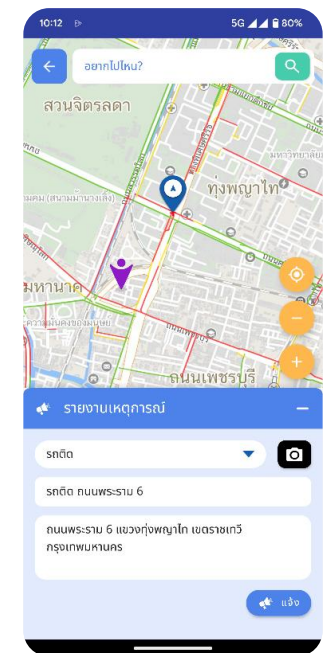 10:12
5G 80%
อยากไปไหน?
สวนจิตรลดา
ทุ่งพญาไท
มหานาค
ถนนเพชรบุรี
รายงานเหตุการณ์
รถติด
รถติด ถนนพระราม 6
ถนนพระราม 6 แขวงทุ่งพญาไท เขตราชเทวี
กรุงเทพมหานคร
แจ้ง